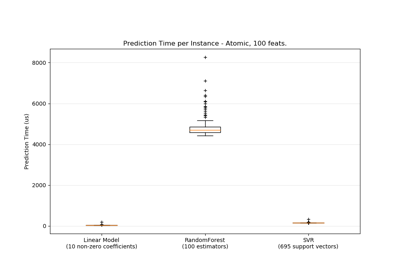 Prediction Time per Instance - Atomic, 100 feats.
8000
6000
4000
2000
0
Prediction Time (us)
Linear Model
(10 non-zero coefficients)
RandomForest
(100 estimators)
SVR
(695 support vectors)